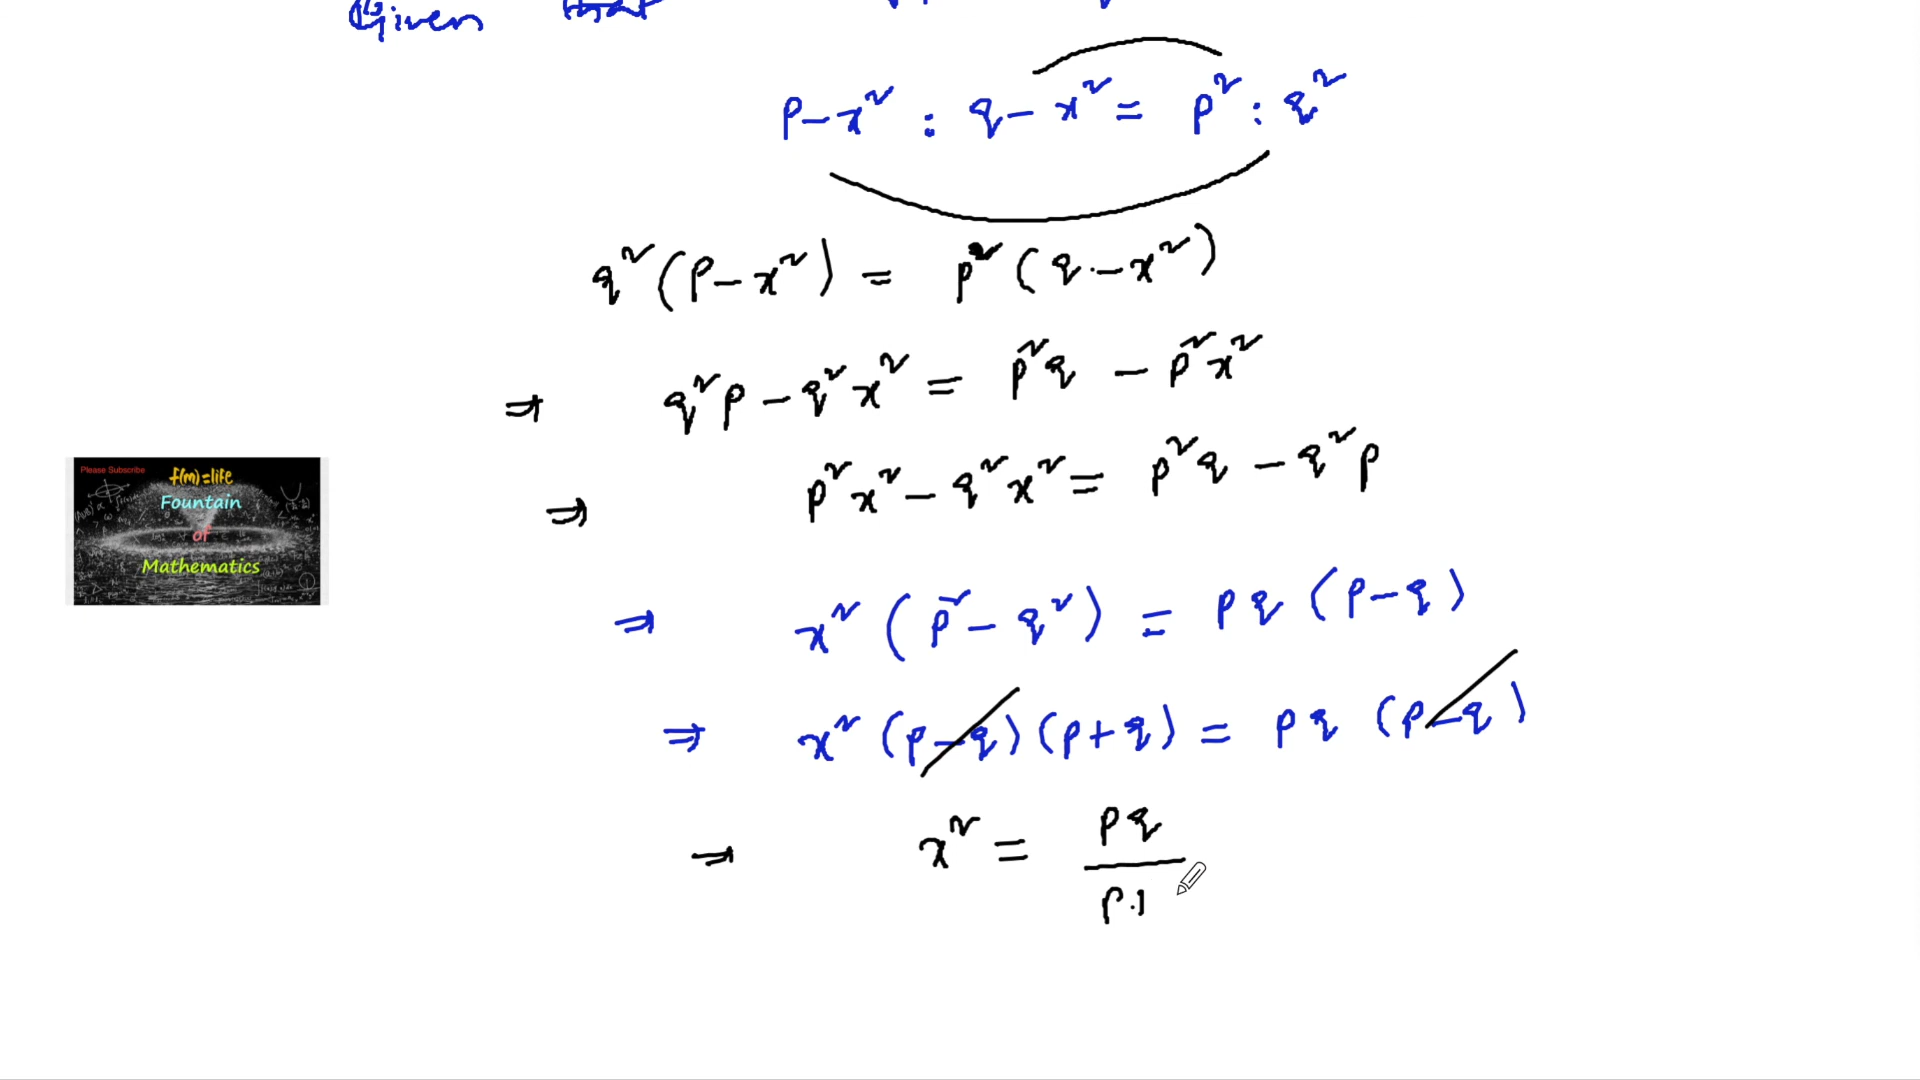 Given that
p-x² : q-x² = p² : q²
q²(p-x²) = p²(q-x²)
⇒ q²p-q²x² = p²q - p²x²
⇒ p²x²-q²x² = p²q - q²p
⇒ x²(p²-q²) = pq(p-q)
⇒ x²(p-q)(p+q) = pq(p-q)
⇒ x² = pq/p
Please Subscribe
f(m)=life
Fountain
of
Mathematics